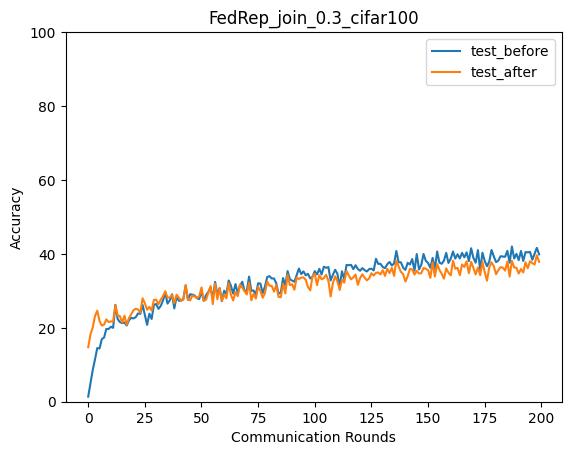 FedRep_join_0.3_cifar100
100
80
60
40
20
0
Accuracy
test_before
test_after
0 25 50 75 100 125 150 175 200
Communication Rounds